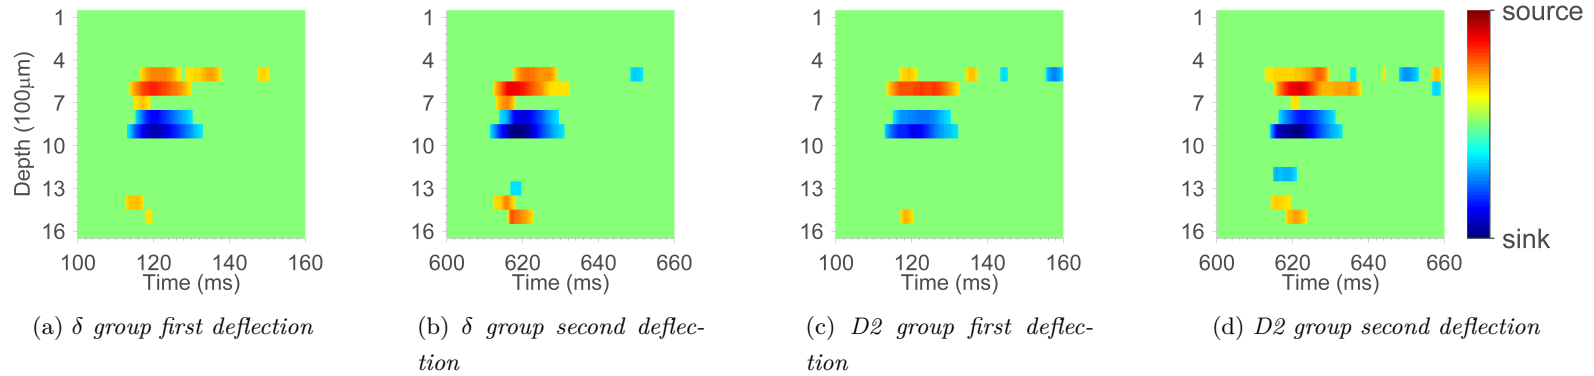 1 1 1 1 source
4 4 4 4
7 7 7 7
10 10 10 10
13 13 13 13
16 16 16 16 sink
Depth (100μm)
100 120 140 160 600 620 640 660 100 120 140 160 600 620 640 660
Time (ms) Time (ms) Time (ms) Time (ms)
(a) δ group first deflection
(b) δ group second deflec-
tion
(c) D2 group first deflec-
tion
(d) D2 group second deflection